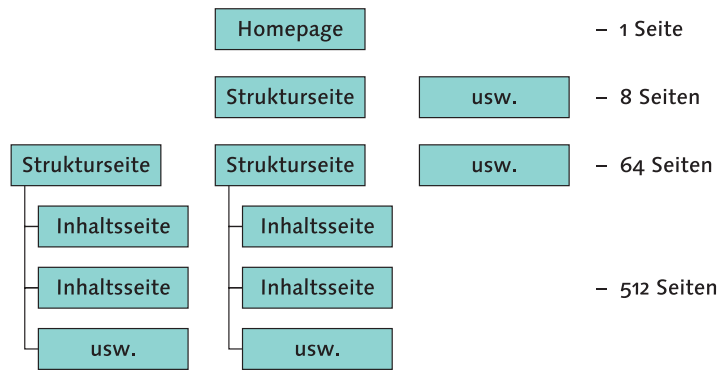 Homepage – 1 Seite
Strukturseite usw. – 8 Seiten
Strukturseite Strukturseite usw. – 64 Seiten
Inhaltsseite Inhaltsseite
Inhaltsseite Inhaltsseite – 512 Seiten
usw. usw.